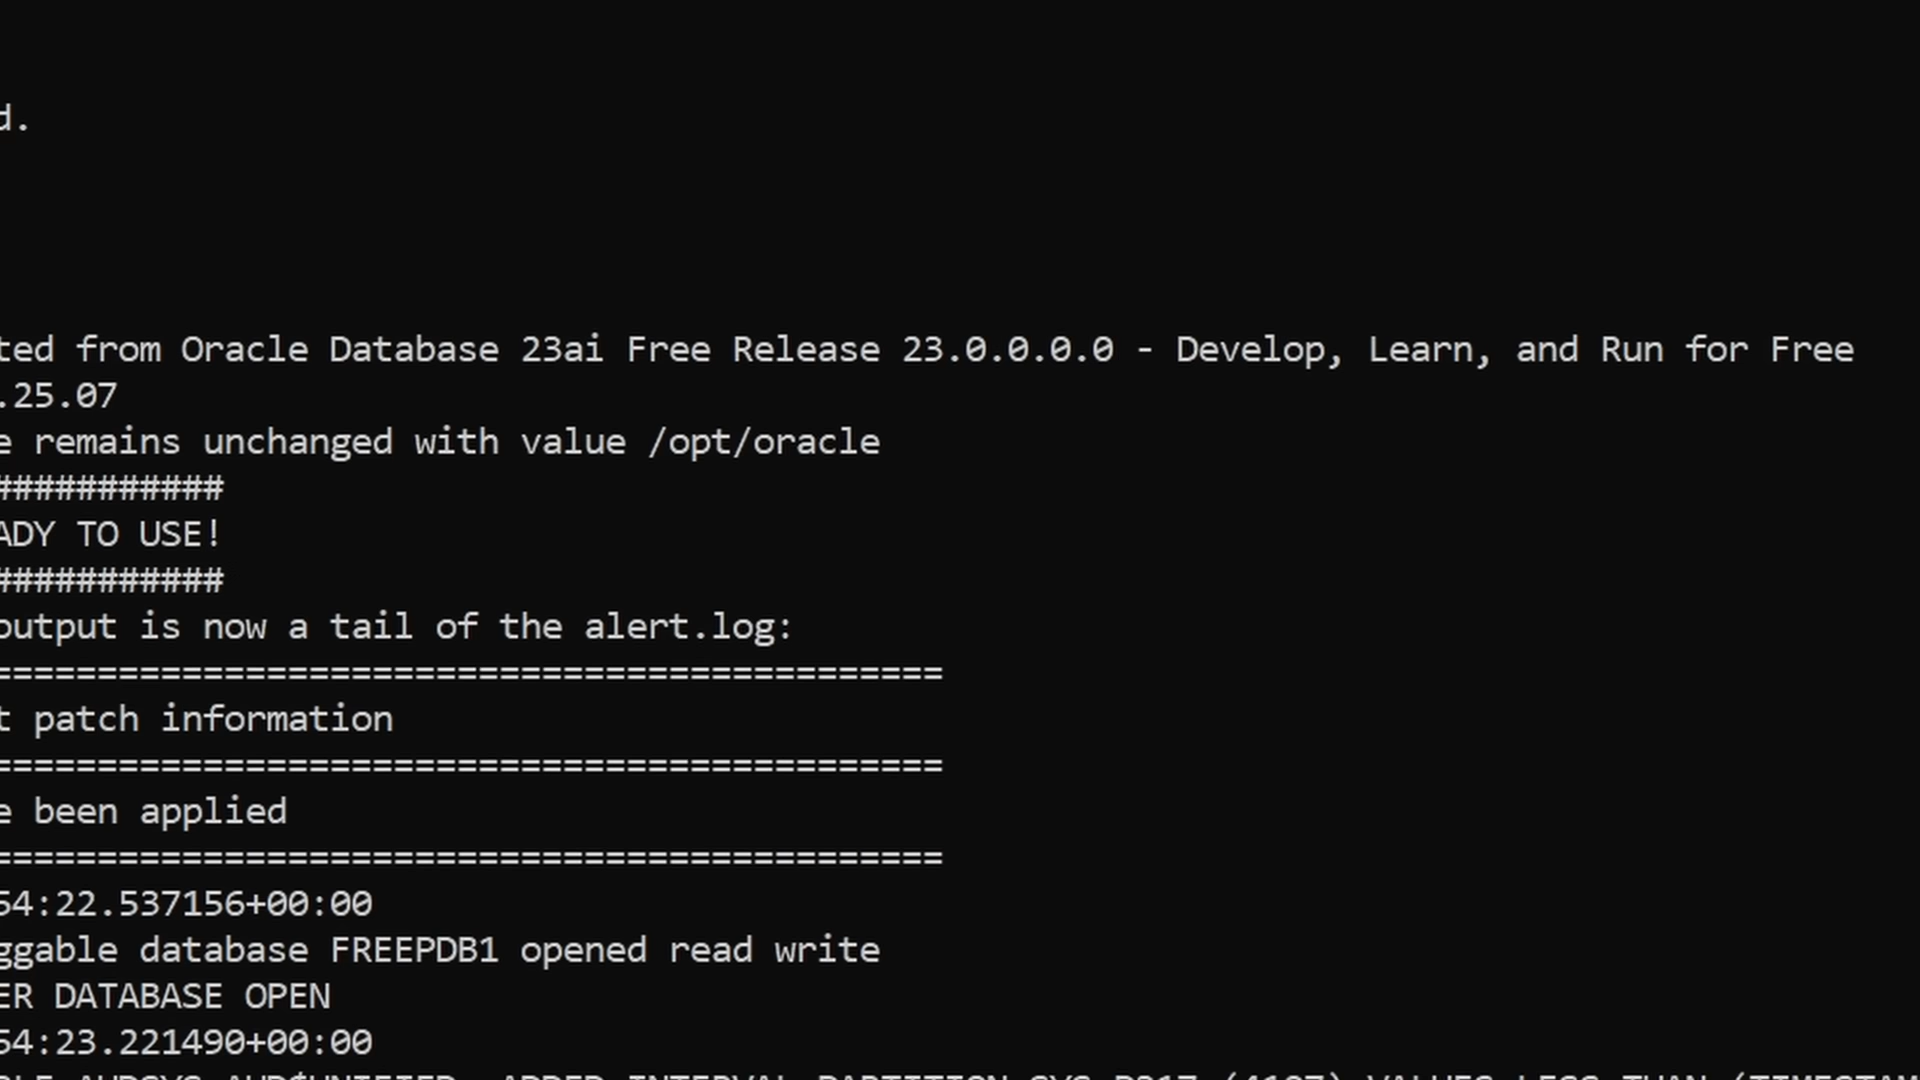 d.
ted from Oracle Database 23ai Free Release 23.0.0.0.0 - Develop, Learn, and Run for Free
.25.07
e remains unchanged with value /opt/oracle
###########
ADY TO USE!
###########
output is now a tail of the alert.log:
=============================================
t patch information
=============================================
e been applied
=============================================
54:22.537156+00:00
ggable database FREEPDB1 opened read write
ER DATABASE OPEN
54:23.221490+00:00